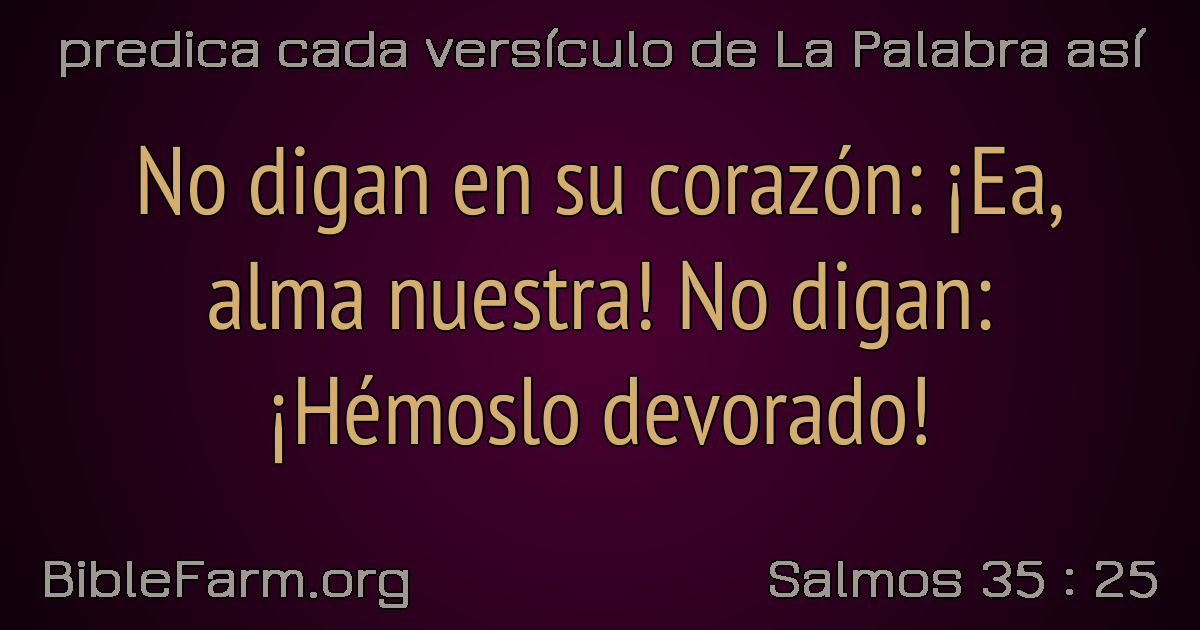 predica cada versículo de La Palabra así
No digan en su corazón: ¡Ea,
alma nuestra! No digan:
¡Hémoslo devorado!
BibleFarm.org
Salmos 35 : 25